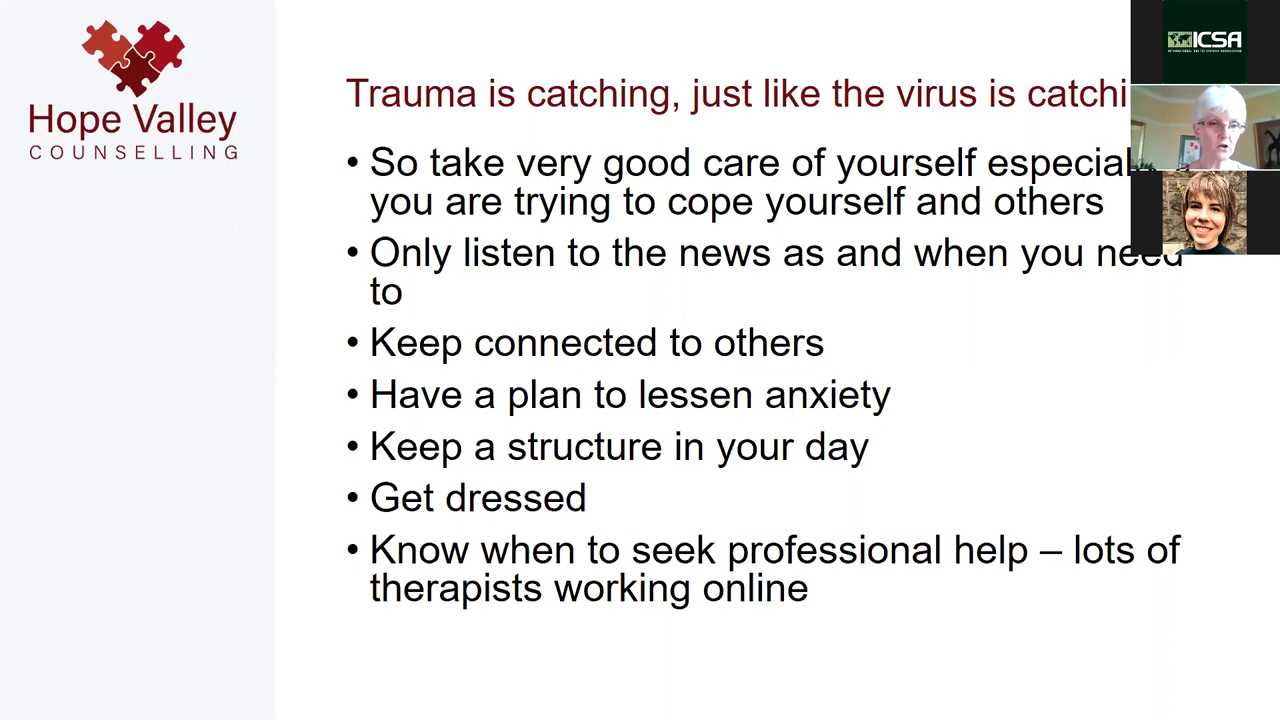 Hope Valley
COUNSELLING
Trauma is catching, just like the virus is
• So take very good care of yourself
you are trying to cope yourself and others
• Only listen to the news as and when you need
to
• Keep connected to others
• Have a plan to lessen anxiety
• Keep a structure in your day
• Get dressed
• Know when to seek professional help – lots of
therapists working online
ICSA